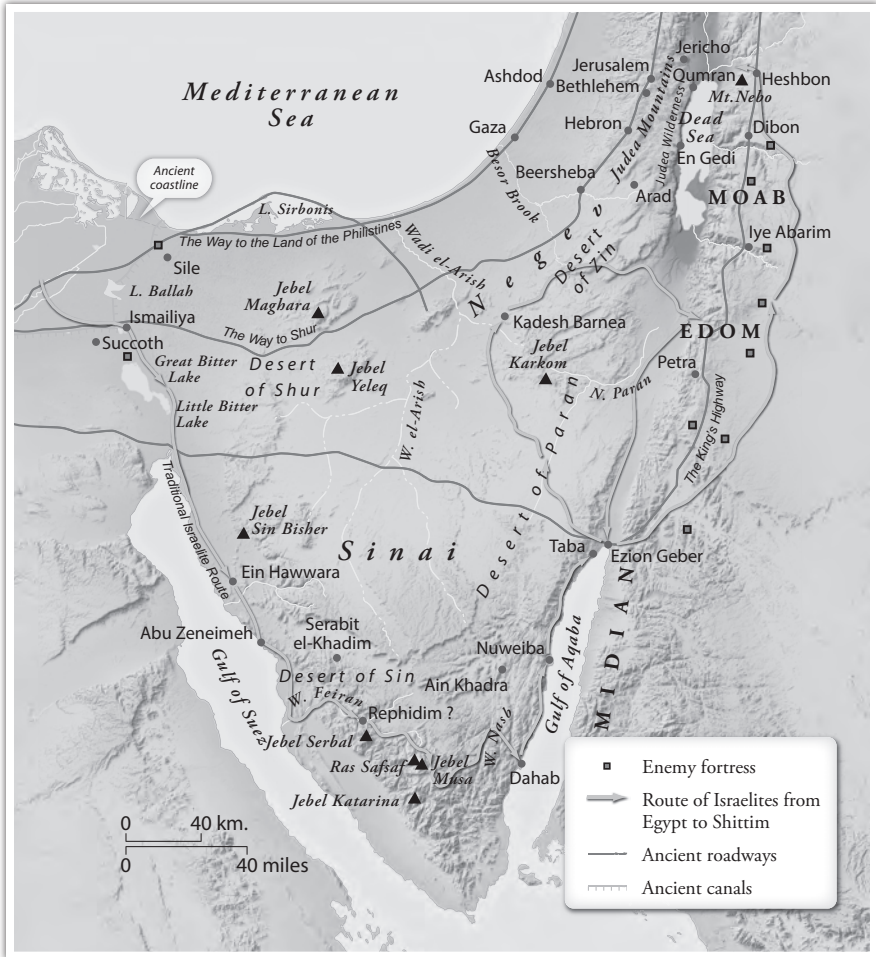 Mediterranean
Sea
Ancient
coastline
Jericho
Jerusalem
Qumran
Ashdod
Bethlehem
Heshbon
Mt. Nebo
Judea Mountains
Judea Wilderness
Gaza
Hebron
Dead
Sea
Dibon
En Gedi
Besor Brook
Beersheba
Arad
MOAB
L. Sirbonis
The Way to the Land of the Philistines
Wadi el-Arish
Negev
Desert
of Zin
Iye Abarim
Sile
L. Ballah
Jebel
Maghara
Ismailiya
The Way to Shur
Kadesh Barnea
EDOM
Succoth
Great Bitter
Lake
Desert
of Shur
Jebel
Yeleq
Jebel
Karkom
Petra
N. Paran
Little Bitter
Lake
W. el-Arish
Desert of Paran
The King's Highway
Traditional Israelite Route
Jebel
Sin Bisher
Sinai
Taba
Ezion Geber
Ein Hawwara
MIDIAN
Abu Zeneimeh
Serabit
el-Khadim
Nuweiba
Gulf of Aqaba
Gulf of Suez
Desert of Sin
Ain Khadra
W. Feiran
Rephidim ?
Jebel Serbal
W. Nasb
Ras Safsaf
Jebel
Musa
Dahab
Jebel Katarina
0 40 km.
0 40 miles
Enemy fortress
Route of Israelites from
Egypt to Shittim
Ancient roadways
Ancient canals